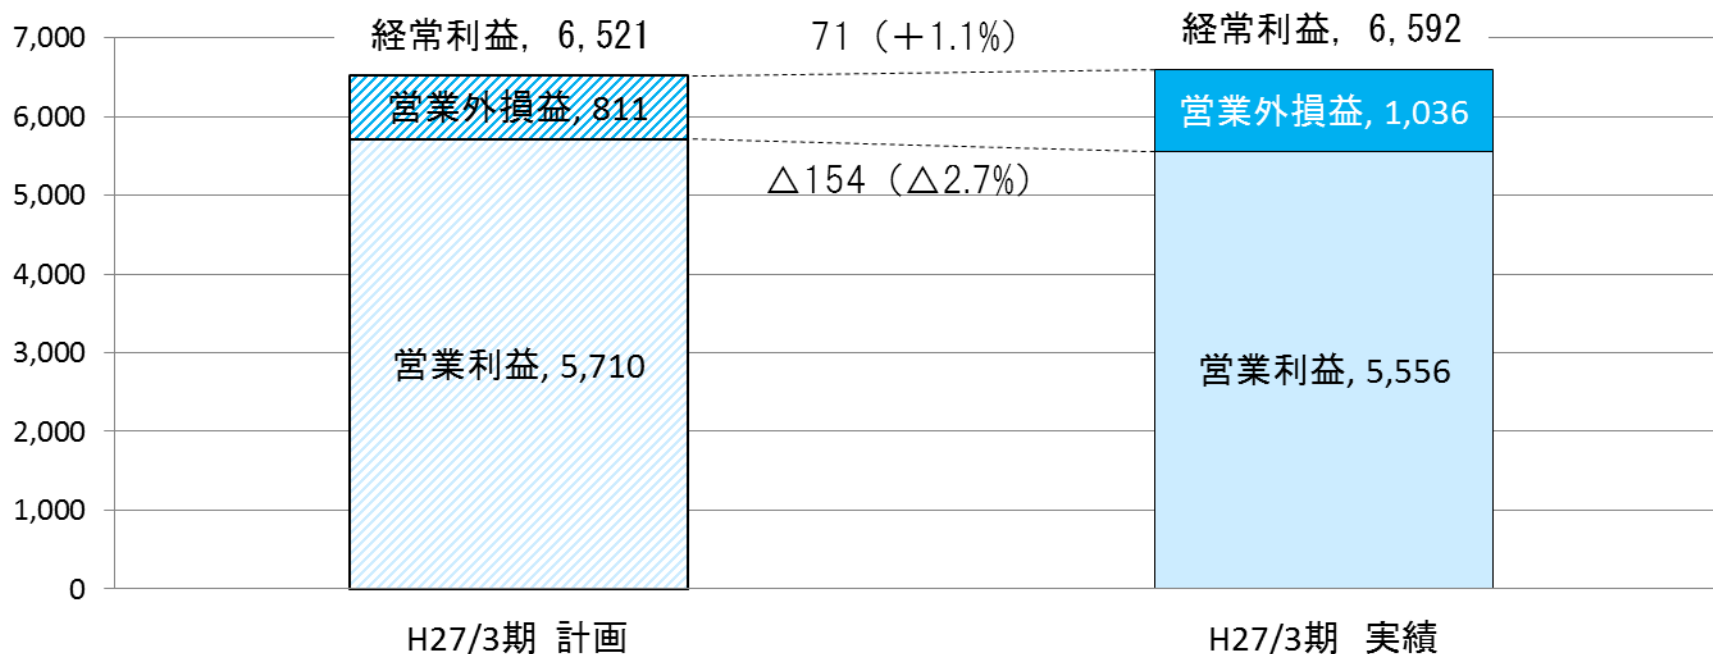 経常利益, 6,521
71（＋1.1%）
経常利益, 6,592
7,000
営業外損益, 811
営業外損益, 1,036
6,000
△154（△2.7%）
5,000
4,000
3,000
営業利益, 5,710
営業利益, 5,556
2,000
1,000
0
H27/3期 計画
H27/3期　実績